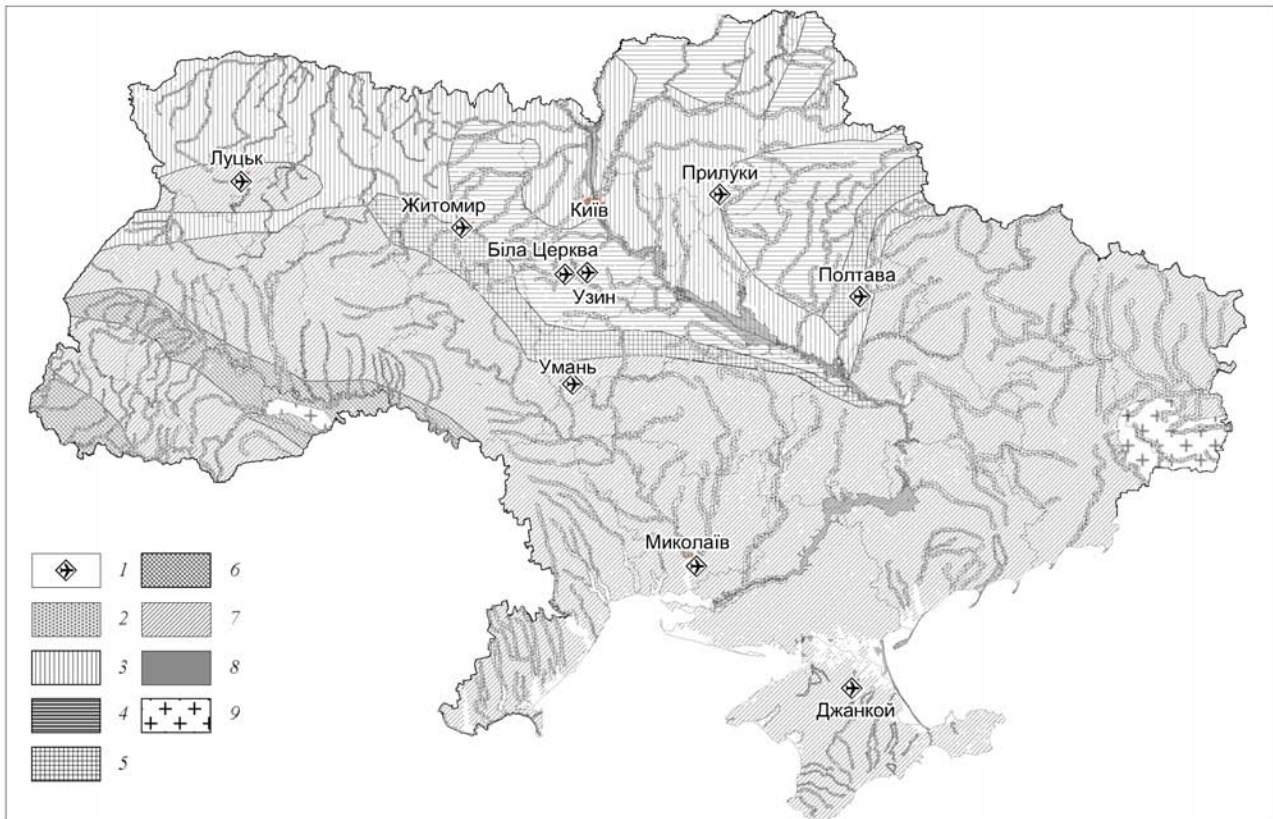 Луцьк
Прилуки
Житомир
Київ
Біла Церква
Узин
Полтава
Умань
Миколаїв
Джанкой
1
2
3
4
5
6
7
8
9